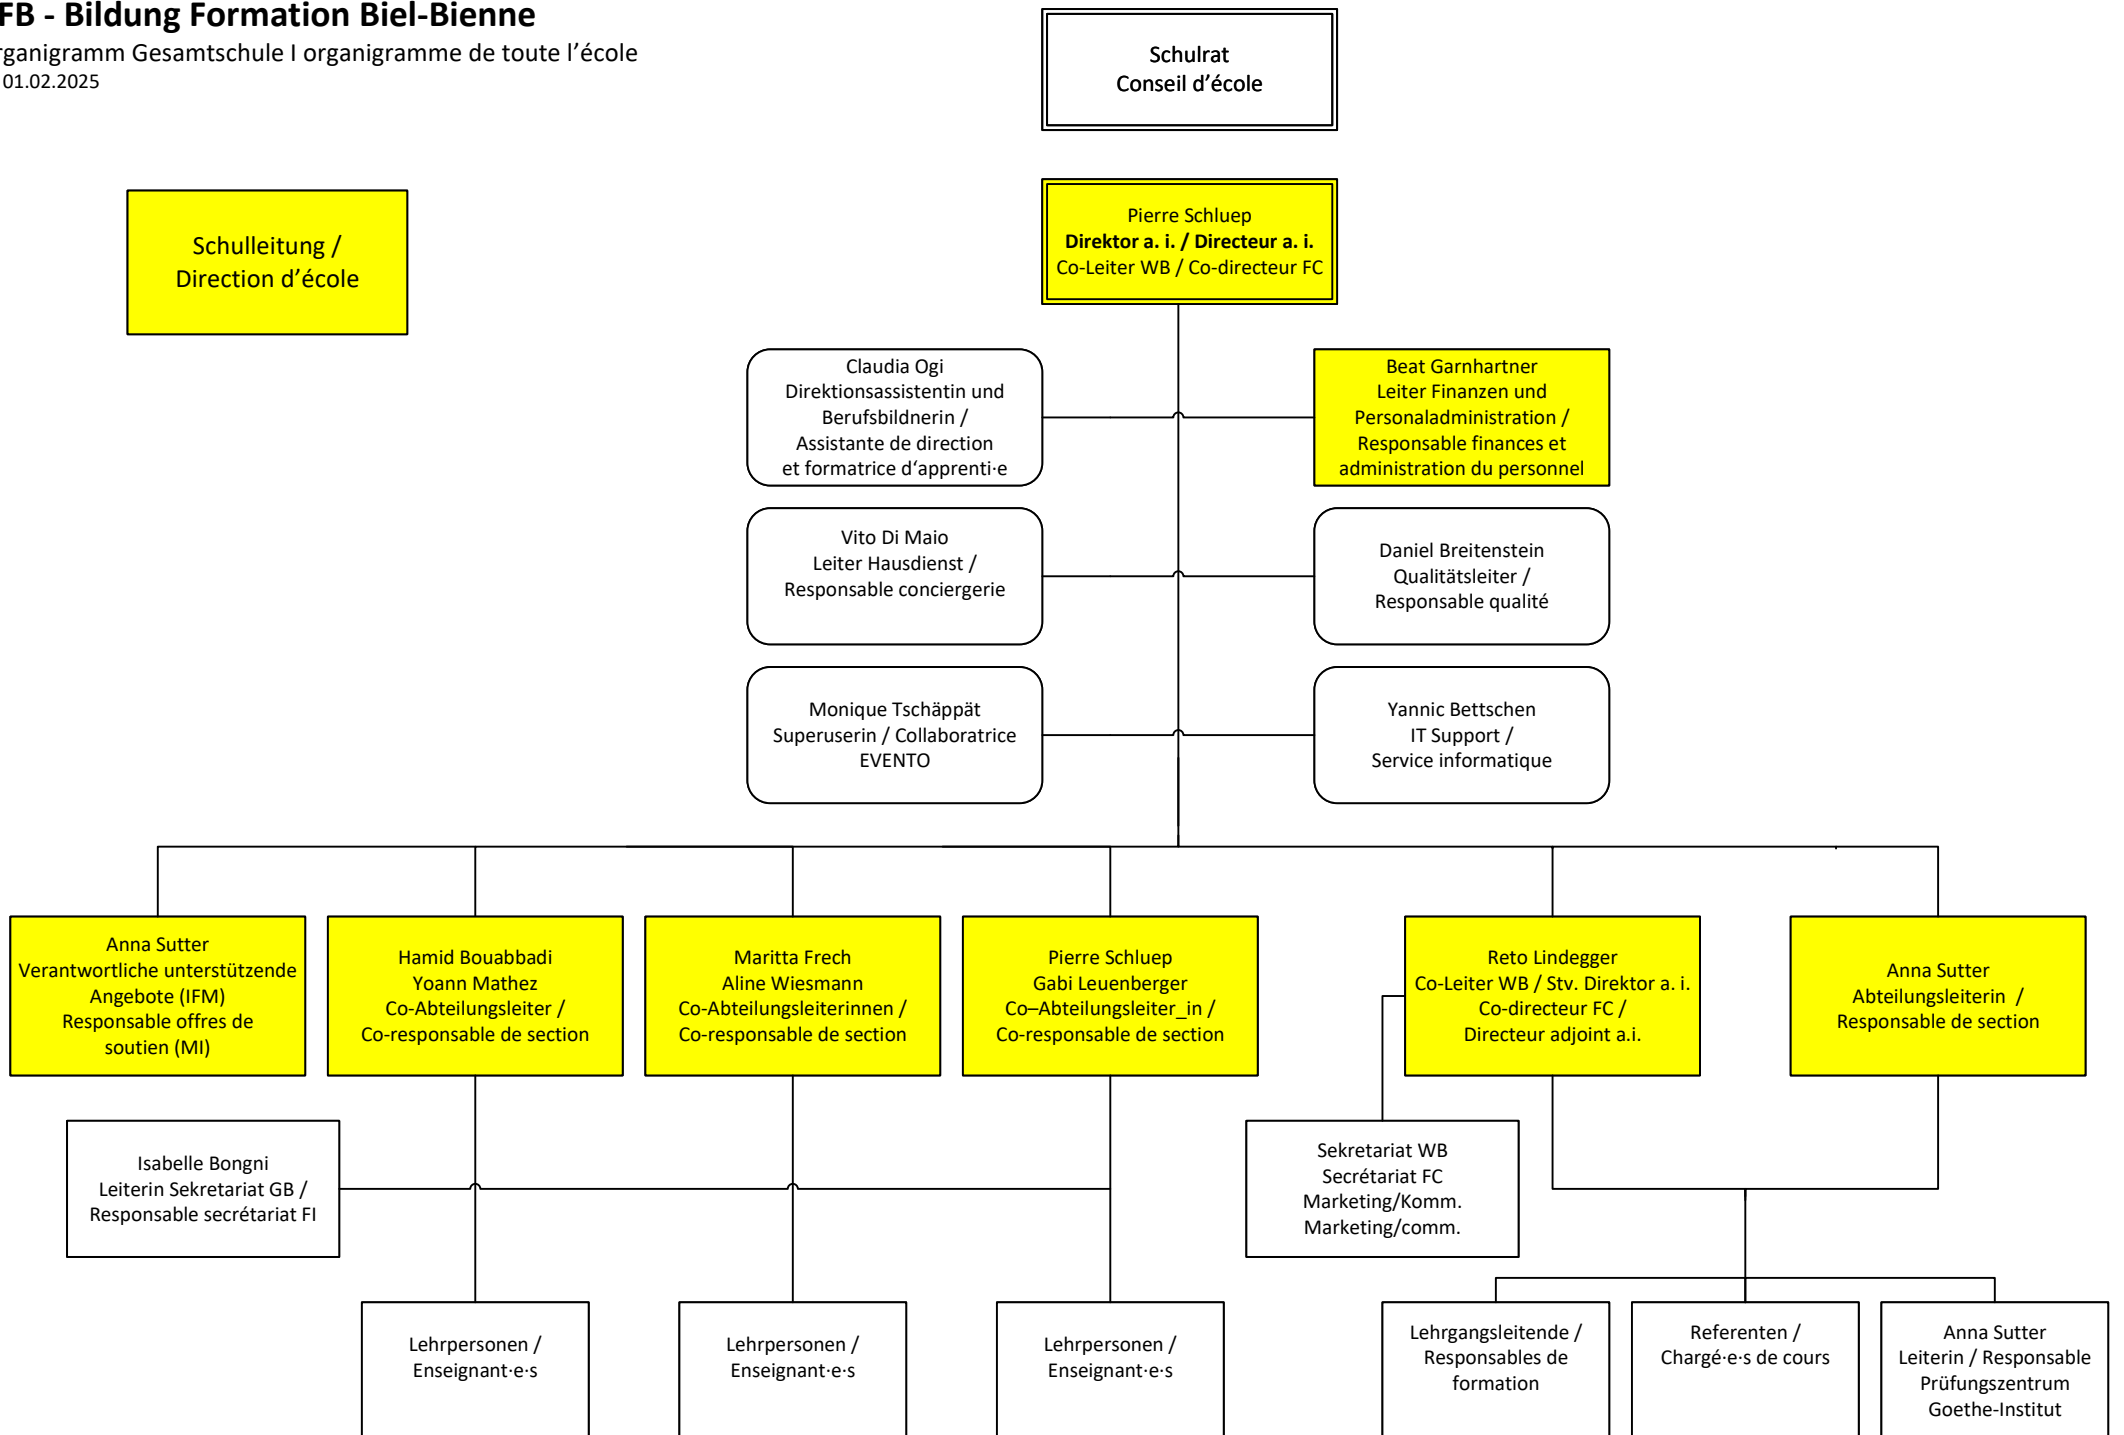 FB - Bildung Formation Biel-Bienne
rganigramm Gesamtschule I organigramme de toute l’école
01.02.2025
Schulrat
Conseil d’école
Schulleitung /
Direction d’école
Pierre Schluep
Direktor a. i. / Directeur a. i.
Co-Leiter WB / Co-directeur FC
Claudia Ogi
Direktionsassistentin und
Berufsbildnerin /
Assistante de direction
et formatrice d‘apprenti·e
Beat Garnhartner
Leiter Finanzen und
Personaladministration /
Responsable finances et
administration du personnel
Vito Di Maio
Leiter Hausdienst /
Responsable conciergerie
Daniel Breitenstein
Qualitätsleiter /
Responsable qualité
Monique Tschäppät
Superuserin / Collaboratrice
EVENTO
Yannic Bettschen
IT Support /
Service informatique
Anna Sutter
Verantwortliche unterstützende
Angebote (IFM)
Responsable offres de
soutien (MI)
Hamid Bouabbadi
Yoann Mathez
Co-Abteilungsleiter /
Co-responsable de section
Maritta Frech
Aline Wiesmann
Co-Abteilungsleiterinnen /
Co-responsable de section
Pierre Schluep
Gabi Leuenberger
Co–Abteilungsleiter_in /
Co-responsable de section
Reto Lindegger
Co-Leiter WB / Stv. Direktor a. i.
Co-directeur FC /
Directeur adjoint a.i.
Anna Sutter
Abteilungsleiterin /
Responsable de section
Isabelle Bongni
Leiterin Sekretariat GB /
Responsable secrétariat FI
Sekretariat WB
Secrétariat FC
Marketing/Komm.
Marketing/comm.
Lehrpersonen /
Enseignant·e·s
Lehrpersonen /
Enseignant·e·s
Lehrpersonen /
Enseignant·e·s
Lehrgangsleitende /
Responsables de
formation
Referenten /
Chargé·e·s de cours
Anna Sutter
Leiterin / Responsable
Prüfungszentrum
Goethe-Institut